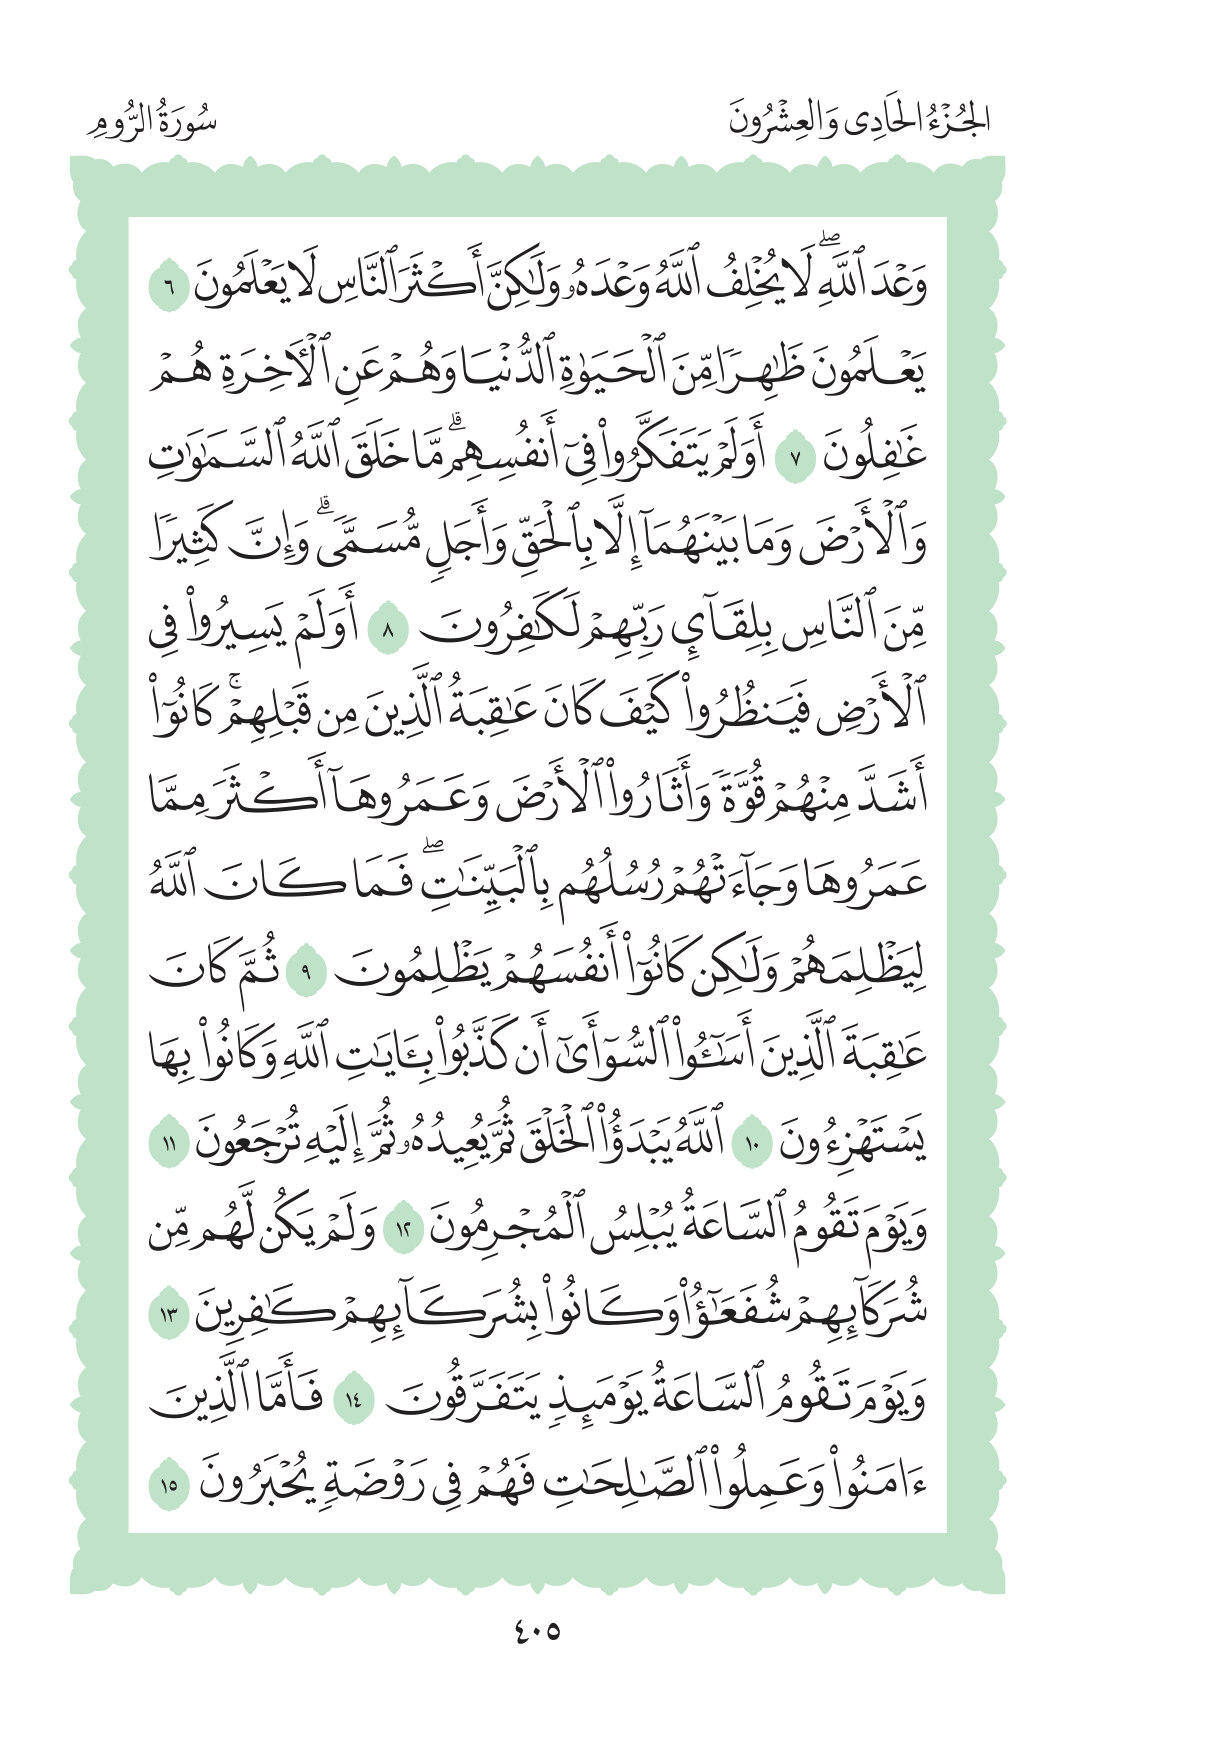 الجُزْءُ الحَادِى وَالعِشْرُونَ
سُورَةُ الرُّومِ
وَعْدَ ٱللَّهِۖ لَا يُخْلِفُ ٱللَّهُ وَعْدَهُۥ وَلَٰكِنَّ أَكْثَرَ ٱلنَّاسِ لَا يَعْلَمُونَ ٦
يَعْلَمُونَ ظَٰهِرًا مِّنَ ٱلْحَيَوٰةِ ٱلدُّنْيَا وَهُمْ عَنِ ٱلْأَخِرَةِ هُمْ
غَٰفِلُونَ ٧ أَوَلَمْ يَتَفَكَّرُوا۟ فِىٓ أَنفُسِهِمۗ مَّا خَلَقَ ٱللَّهُ ٱلسَّمَٰوَٰتِ
وَٱلْأَرْضَ وَمَا بَيْنَهُمَآ إِلَّا بِٱلْحَقِّ وَأَجَلٍ مُّسَمًّىۗ وَإِنَّ كَثِيرًا
مِّنَ ٱلنَّاسِ بِلِقَآئِ رَبِّهِمْ لَكَٰفِرُونَ ٨ أَوَلَمْ يَسِيرُوا۟ فِى
ٱلْأَرْضِ فَيَنظُرُوا۟ كَيْفَ كَانَ عَٰقِبَةُ ٱلَّذِينَ مِن قَبْلِهِمْۚ كَانُوٓا۟
أَشَدَّ مِنْهُمْ قُوَّةً وَأَثَارُوا۟ ٱلْأَرْضَ وَعَمَرُوهَآ أَكْثَرَ مِمَّا
عَمَرُوهَا وَجَآءَتْهُمْ رُسُلُهُم بِٱلْبَيِّنَٰتِۖ فَمَا كَانَ ٱللَّهُ
لِيَظْلِمَهُمْ وَلَٰكِن كَانُوٓا۟ أَنفُسَهُمْ يَظْلِمُونَ ٩ ثُمَّ كَانَ
عَٰقِبَةَ ٱلَّذِينَ أَسَٰٓـُٔوا۟ ٱلسُّوٓأَىٰٓ أَن كَذَّبُوا۟ بِـَٔايَٰتِ ٱللَّهِ وَكَانُوا۟ بِهَا
يَسْتَهْزِءُونَ ١٠ ٱللَّهُ يَبْدَؤُا۟ ٱلْخَلْقَ ثُمَّ يُعِيدُهُۥ ثُمَّ إِلَيْهِ تُرْجَعُونَ ١١
وَيَوْمَ تَقُومُ ٱلسَّاعَةُ يُبْلِسُ ٱلْمُجْرِمُونَ ١٢ وَلَمْ يَكُن لَّهُم مِّن
شُرَكَآئِهِمْ شُفَعَٰٓؤُا۟ وَكَانُوا۟ بِشُرَكَآئِهِمْ كَٰفِرِينَ ١٣
وَيَوْمَ تَقُومُ ٱلسَّاعَةُ يَوْمَئِذٍ يَتَفَرَّقُونَ ١٤ فَأَمَّا ٱلَّذِينَ
ءَامَنُوا۟ وَعَمِلُوا۟ ٱلصَّٰلِحَٰتِ فَهُمْ فِى رَوْضَةٍ يُحْبَرُونَ ١٥
٤٠٥